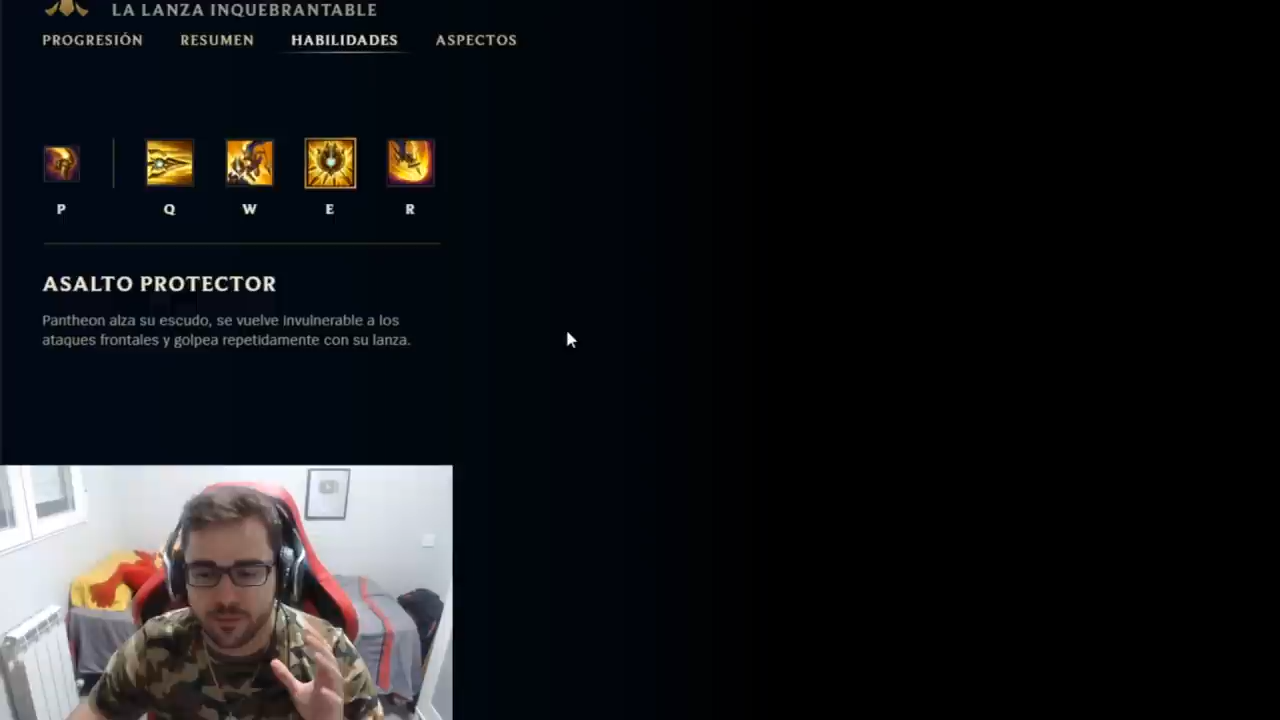 LA LANZA INQUEBRANTABLE
PROGRESIÓN RESUMEN HABILIDADES ASPECTOS
P Q W E R
ASALTO PROTECTOR
Pantheon alza su escudo, se vuelve invulnerable a los
ataques frontales y golpea repetidamente con su lanza.